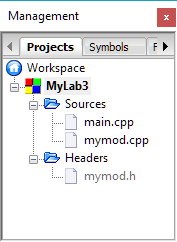 Management
Projects Symbols F
Workspace
MyLab3
Sources
main.cpp
mymod.cpp
Headers
mymod.h